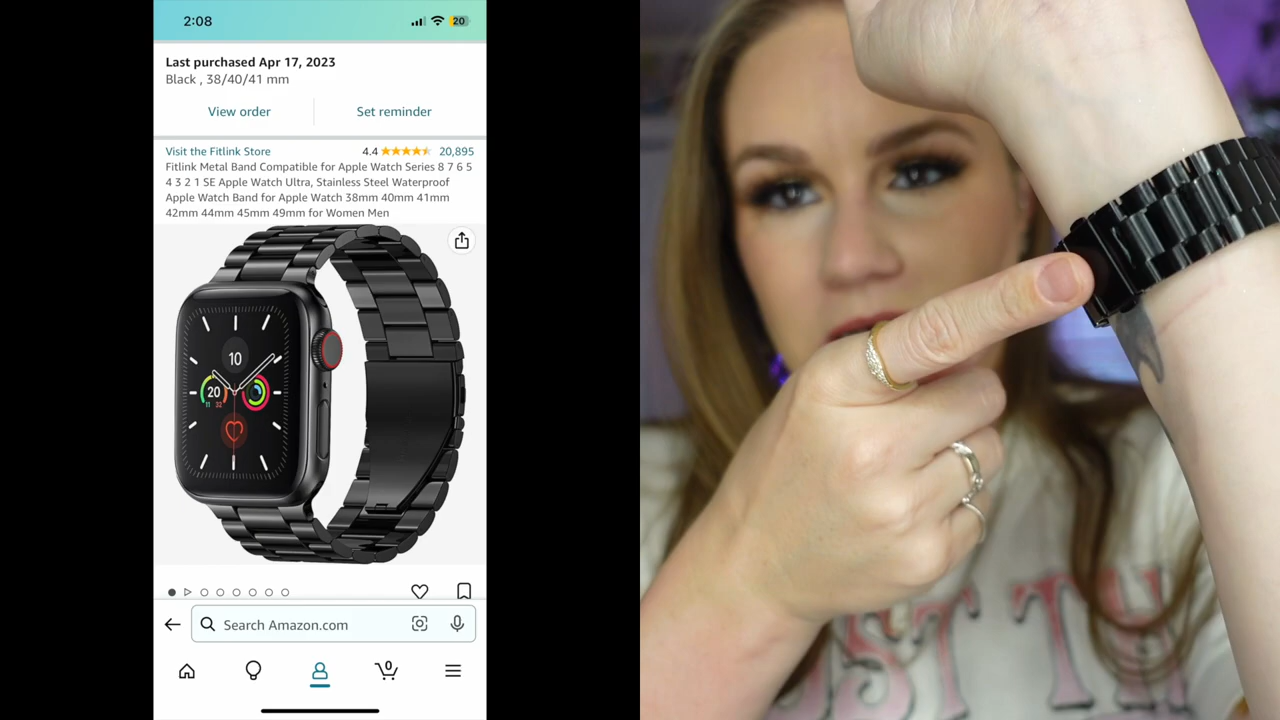 2:08
20
Last purchased Apr 17, 2023
Black , 38/40/41 mm
View order
Set reminder
Visit the Fitlink Store
4.4
20,895
Fitlink Metal Band Compatible for Apple Watch Series 8 7 6 5
4 3 2 1 SE Apple Watch Ultra, Stainless Steel Waterproof
Apple Watch Band for Apple Watch 38mm 40mm 41mm
42mm 44mm 45mm 49mm for Women Men
10
20
11 32
Search Amazon.com
0